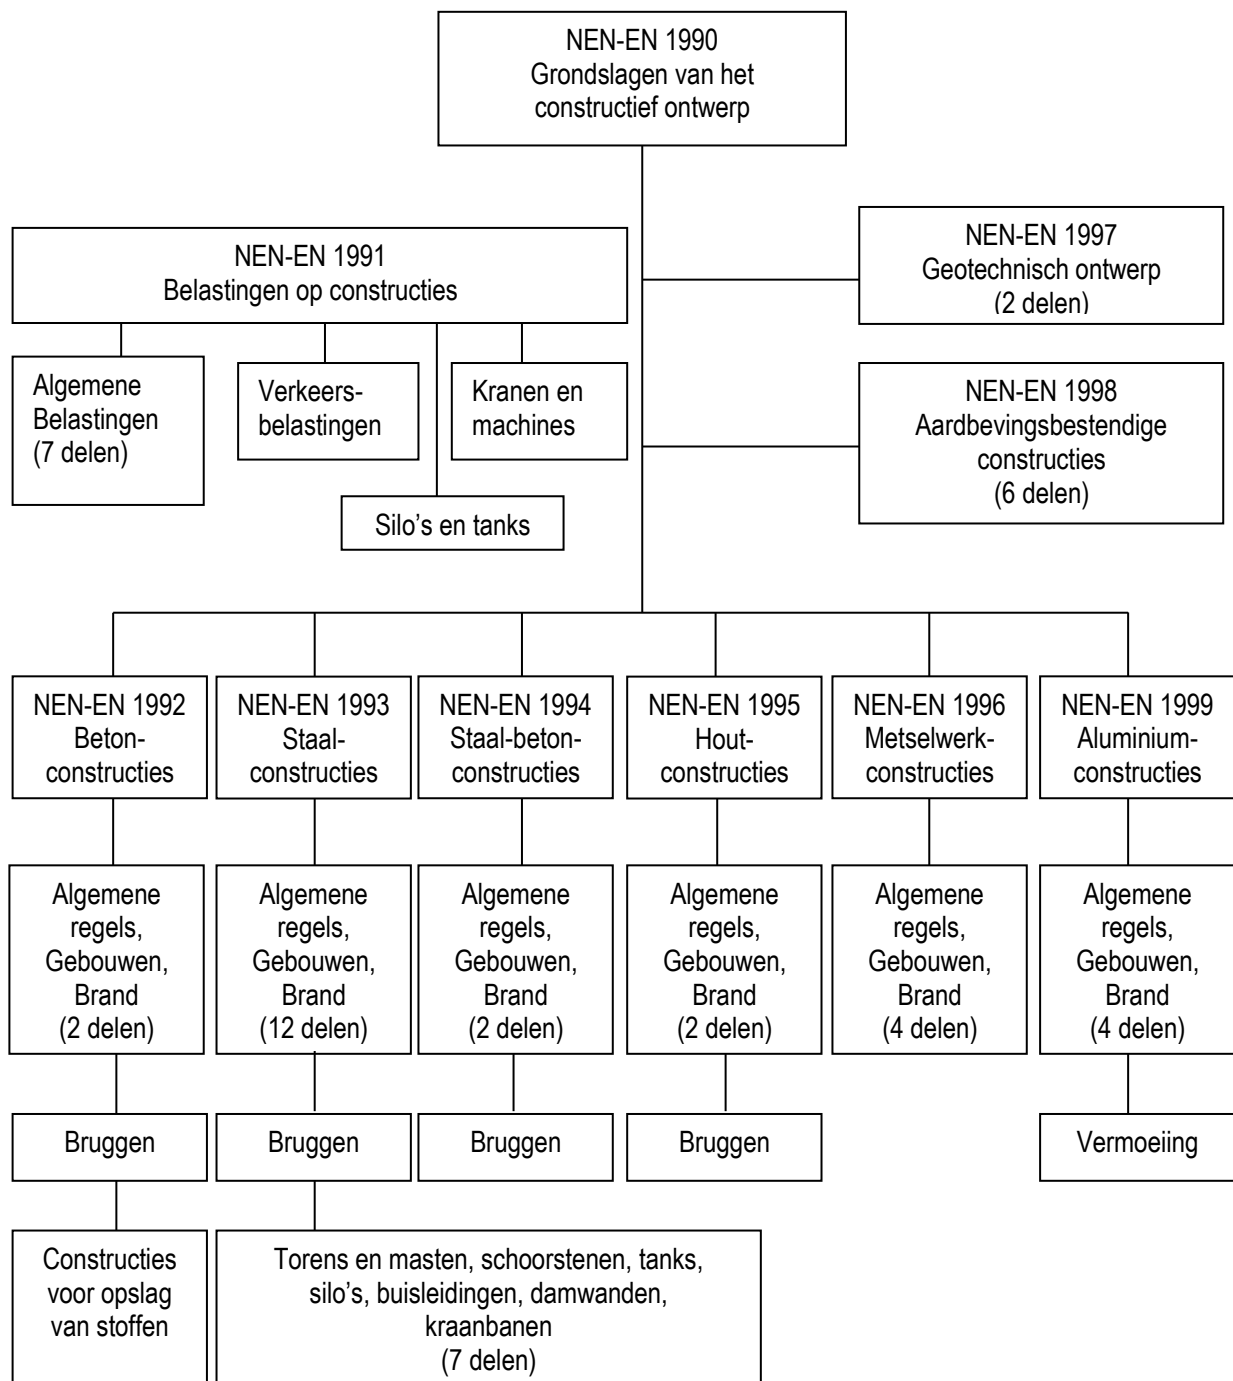 NEN-EN 1990
Grondslagen van het
constructief ontwerp
NEN-EN 1991
Belastingen op constructies
NEN-EN 1997
Geotechnisch ontwerp
(2 delen)
Algemene
Belastingen
(7 delen)
Verkeers-
belastingen
Kranen en
machines
Silo’s en tanks
NEN-EN 1998
Aardbevingsbestendige
constructies
(6 delen)
NEN-EN 1992
Beton-
constructies
NEN-EN 1993
Staal-
constructies
NEN-EN 1994
Staal-beton-
constructies
NEN-EN 1995
Hout-
constructies
NEN-EN 1996
Metselwerk-
constructies
NEN-EN 1999
Aluminium-
constructies
Algemene
regels,
Gebouwen,
Brand
(2 delen)
Algemene
regels,
Gebouwen,
Brand
(12 delen)
Algemene
regels,
Gebouwen,
Brand
(2 delen)
Algemene
regels,
Gebouwen,
Brand
(2 delen)
Algemene
regels,
Gebouwen,
Brand
(4 delen)
Algemene
regels,
Gebouwen,
Brand
(4 delen)
Bruggen
Bruggen
Bruggen
Bruggen
Vermoeiing
Constructies
voor opslag
van stoffen
Torens en masten, schoorstenen, tanks,
silo’s, buisleidingen, damwanden,
kraanbanen
(7 delen)